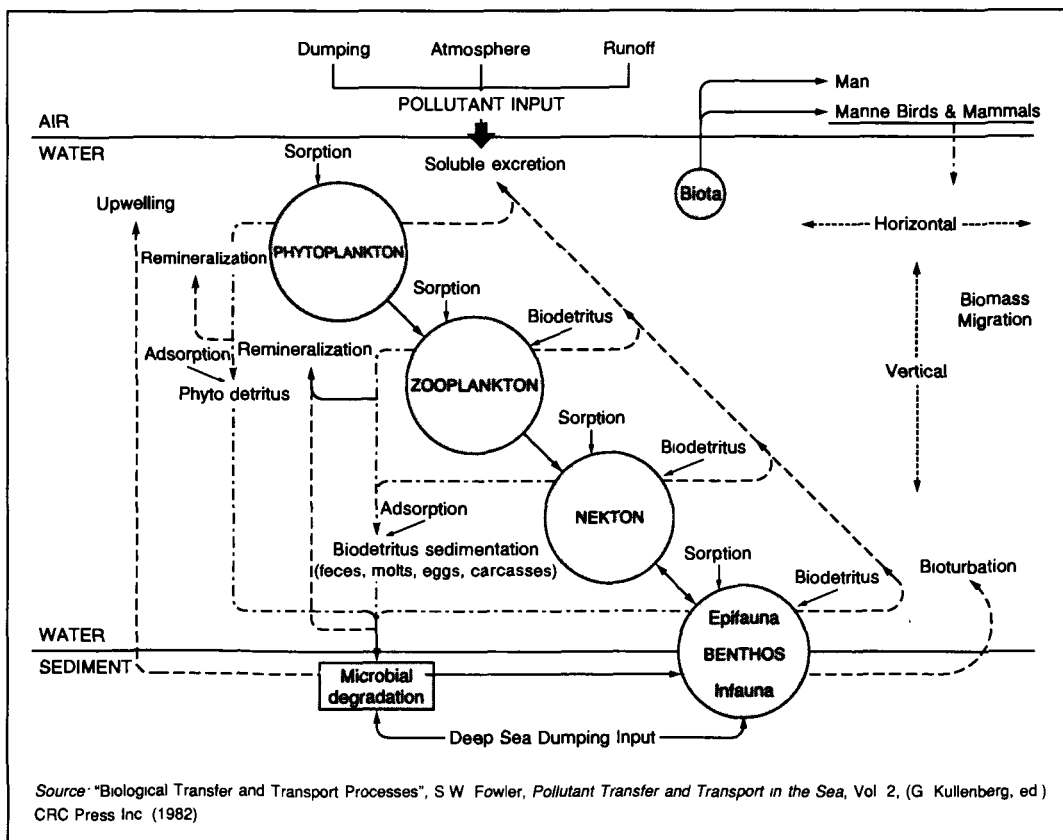 Dumping Atmosphere Runoff
POLLUTANT INPUT
Man
Manne Birds & Mammals
AIR
WATER
Sorption
Soluble excretion
Biota
Upwelling
Horizontal
PHYTOPLANKTON
Remineralization
Sorption
Biomass
Migration
Biodetritus
Adsorption
Remineralization
Phyto detritus
ZOOPLANKTON
Vertical
Sorption
Biodetritus
Adsorption
NEKTON
Biodetritus sedimentation
(feces, molts, eggs, carcasses)
Sorption
Biodetritus
Bioturbation
Epifauna
WATER
BENTHOS
SEDIMENT
Microbial
degradation
Infauna
Deep Sea Dumping Input
Source· "Biological Transfer and Transport Processes", S W Fowler, Pollutant Transfer and Transport in the Sea, Vol 2, (G Kullenberg, ed )
CRC Press Inc (1982)